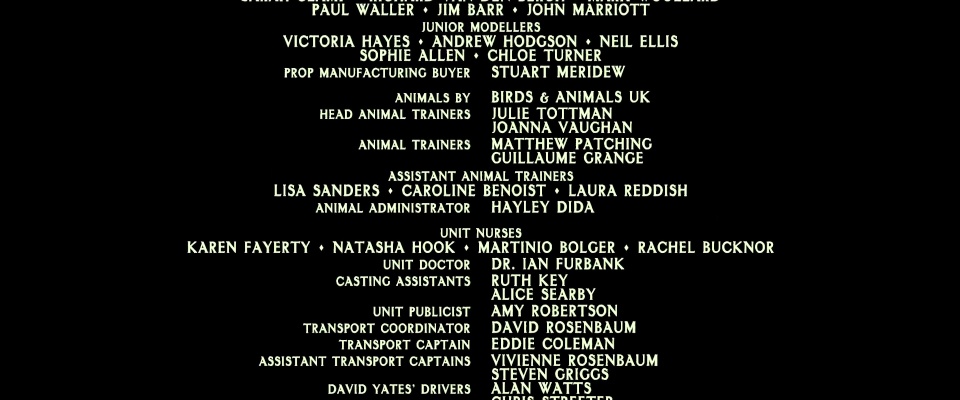 PAUL WALLER • JIM BARR • JOHN MARRIOTT
JUNIOR MODELLERS
VICTORIA HAYES • ANDREW HODGSON • NEIL ELLIS
SOPHIE ALLEN • CHLOE TURNER
PROP MANUFACTURING BUYER STUART MERIDEW
ANIMALS BY BIRDS & ANIMALS UK
HEAD ANIMAL TRAINERS JULIE TOTTMAN
JOANNA VAUGHAN
ANIMAL TRAINERS MATTHEW PATCHING
GUILLAUME GRANGE
ASSISTANT ANIMAL TRAINERS
LISA SANDERS • CAROLINE BENOIST • LAURA REDDISH
ANIMAL ADMINISTRATOR HAYLEY DIDA
UNIT NURSES
KAREN FAYERTY • NATASHA HOOK • MARTINIO BOLGER • RACHEL BUCKNOR
UNIT DOCTOR DR. IAN FURBANK
CASTING ASSISTANTS RUTH KEY
ALICE SEARBY
UNIT PUBLICIST AMY ROBERTSON
TRANSPORT COORDINATOR DAVID ROSENBAUM
TRANSPORT CAPTAIN EDDIE COLEMAN
ASSISTANT TRANSPORT CAPTAINS VIVIENNE ROSENBAUM
STEVEN GRIGGS
DAVID YATES' DRIVERS ALAN WATTS